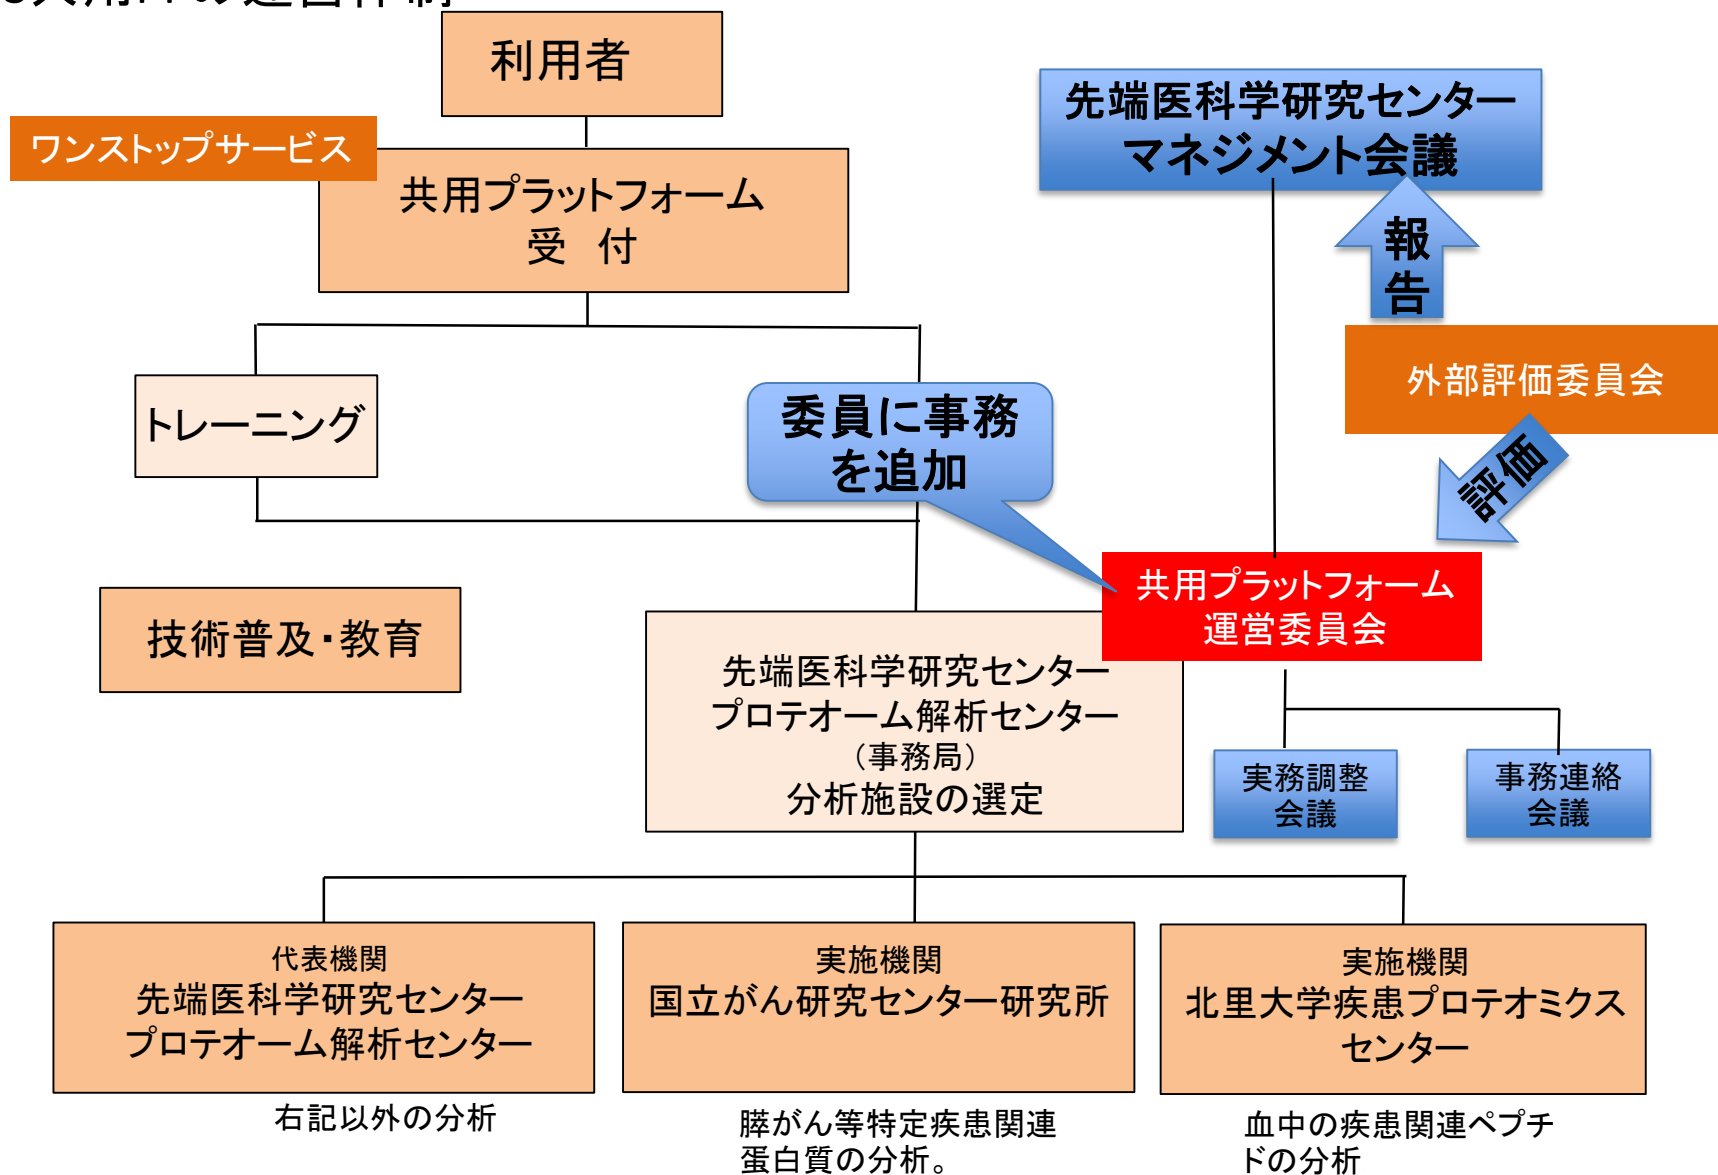 利用者
ワンストップサービス
共用プラットフォーム
受　付
先端医科学研究センター
マネジメント会議
報
告
外部評価委員会
評価
トレーニング
委員に事務
を追加
共用プラットフォーム
運営委員会
技術普及・教育
先端医科学研究センター
プロテオーム解析センター
（事務局）
分析施設の選定
実務調整
会議
事務連絡
会議
代表機関
先端医科学研究センター
プロテオーム解析センター
実施機関
国立がん研究センター研究所
実施機関
北里大学疾患プロテオミクス
センター
右記以外の分析
膵がん等特定疾患関連
蛋白質の分析。
血中の疾患関連ペプチ
ドの分析